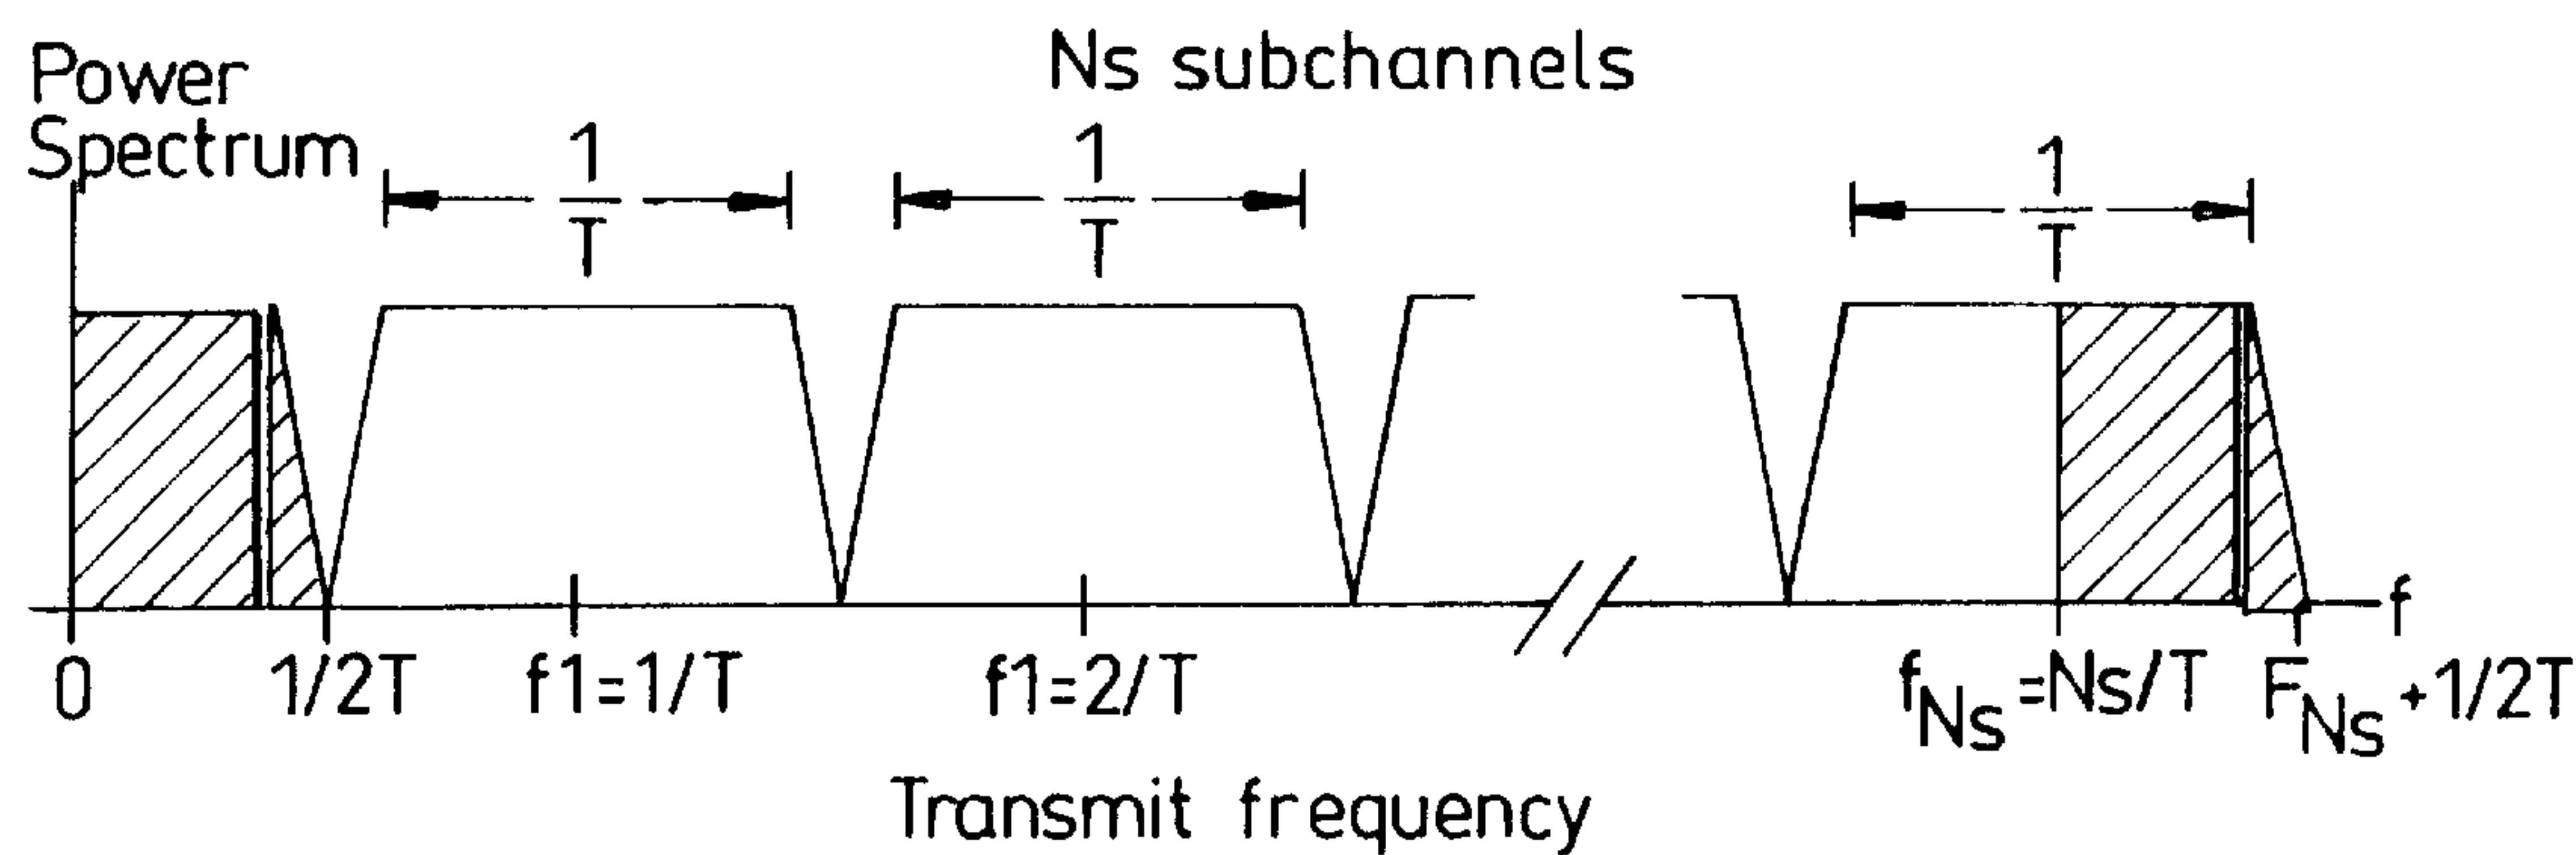 Power
Spectrum
Ns subchannels
1
T
1
T
1
T
f
0
1/2T
f1=1/T
f1=2/T
fNs=Ns/T
FNs+1/2T
Transmit frequency